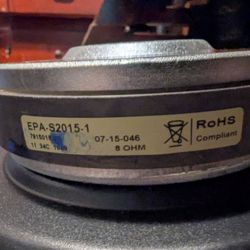 EPA-S2015-1
07-15-046
8 OHM
RoHS
Compliant